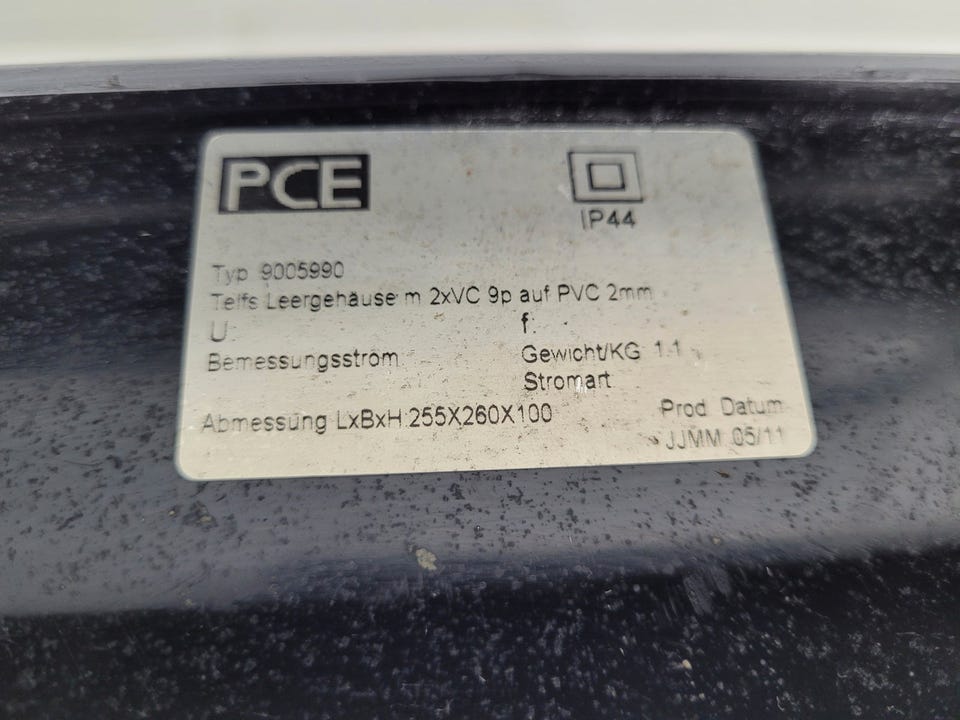 PCE
IP44
Typ 9005990
Telfs Leergehäuse m 2xVC 9p auf PVC 2mm
U: f:
Bemessungsstrom Gewicht/KG 1.1
Stromart
Abmessung LxBxH:255X260X100
Prod Datum
JJMM 05/11